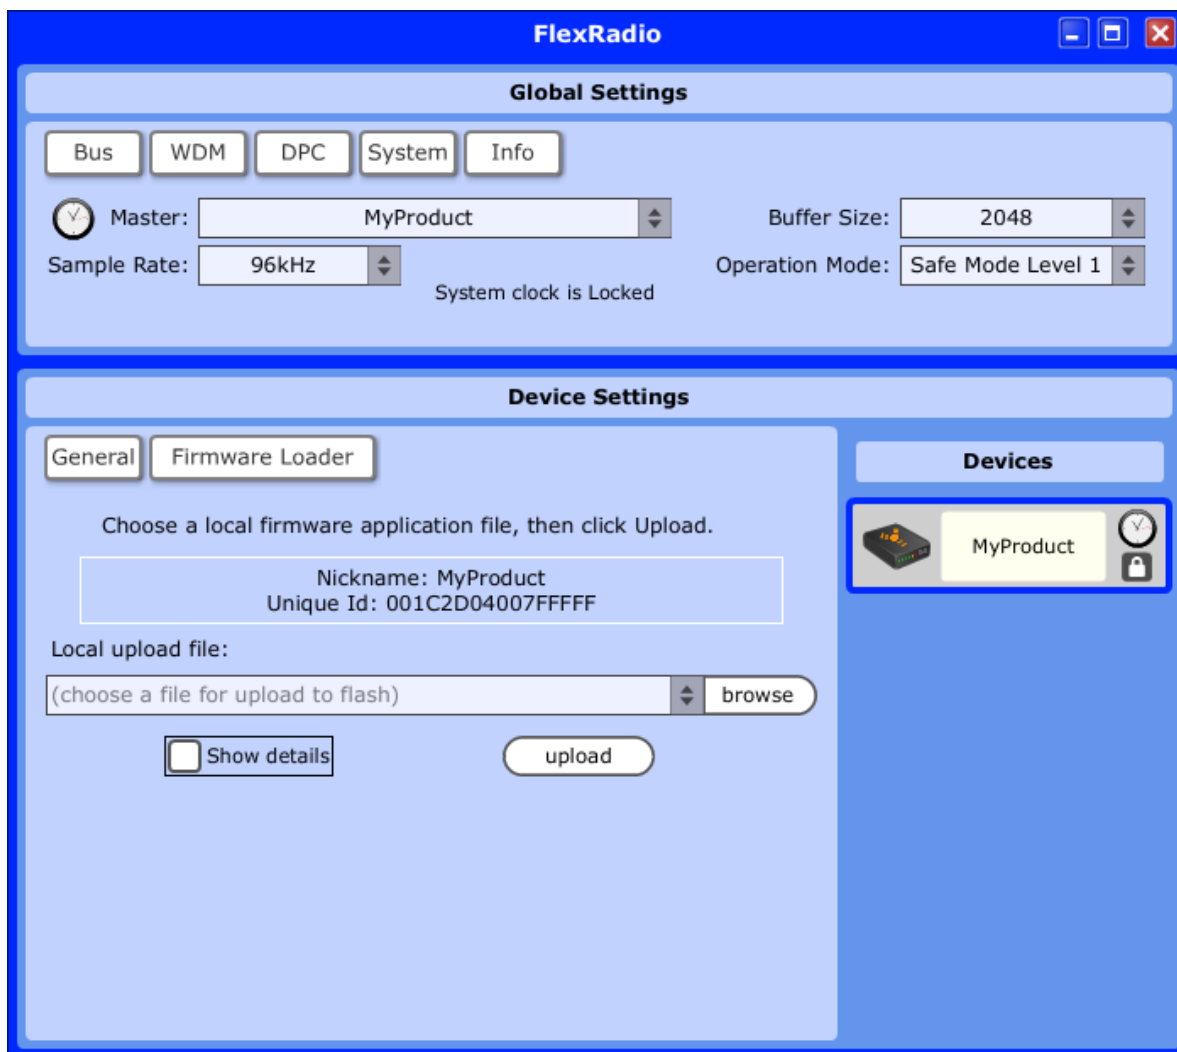 FlexRadio
Global Settings
Bus WDM DPC System Info
Master: MyProduct Buffer Size: 2048
Sample Rate: 96kHz Operation Mode: Safe Mode Level 1
System clock is Locked
Device Settings
General Firmware Loader
Devices
Choose a local firmware application file, then click Upload.
MyProduct
Nickname: MyProduct
Unique Id: 001C2D04007FFFFF
Local upload file:
(choose a file for upload to flash) browse
Show details upload